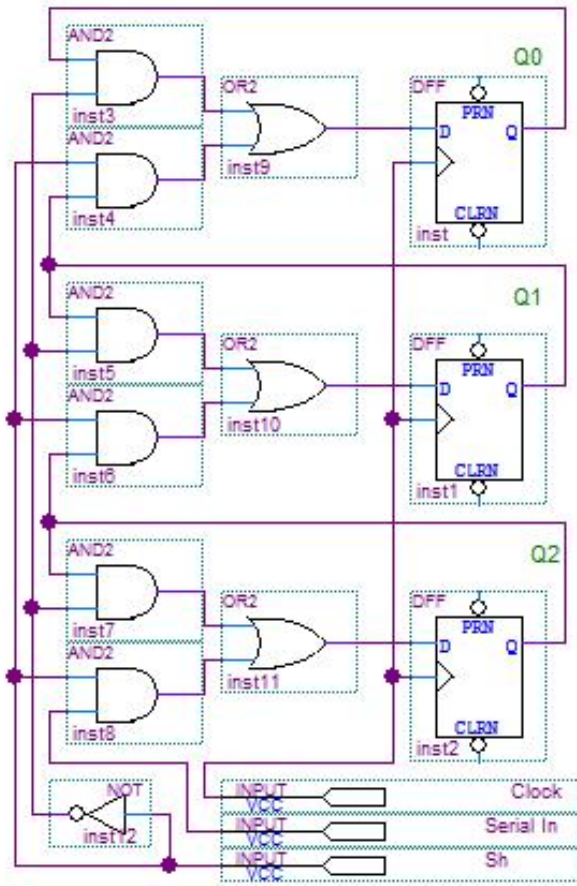 AND2
Q0
OR2
DFF
PRN
D
Q
inst3
AND2
inst9
CLRN
inst4
inst
AND2
Q1
OR2
DFF
PRN
D
Q
inst5
AND2
inst10
CLRN
inst6
inst1
AND2
Q2
OR2
DFF
PRN
D
Q
inst7
AND2
inst11
CLRN
inst8
inst2
NOT
INPUT
VCC
Clock
inst12
INPUT
VCC
Serial In
INPUT
VCC
Sh